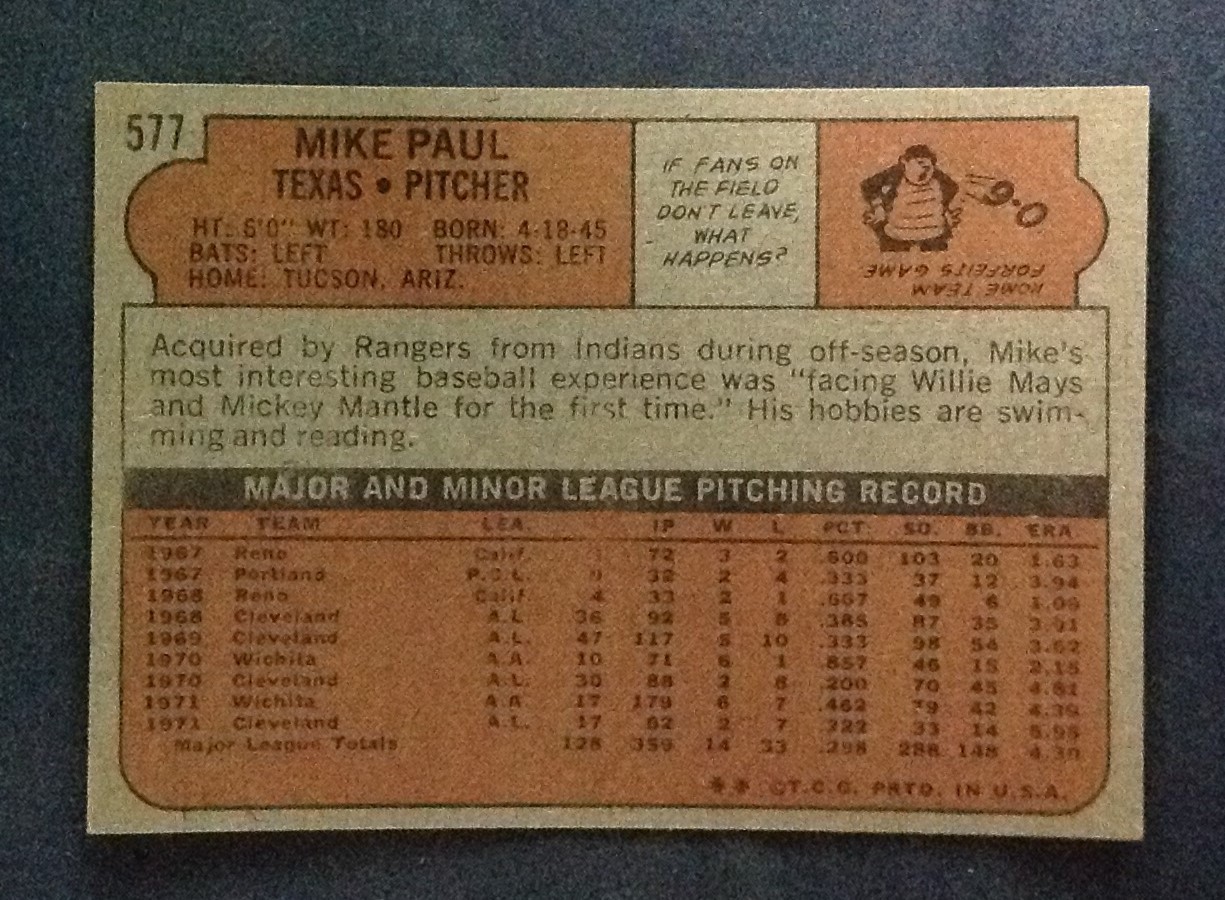 577
MIKE PAUL
TEXAS • PITCHER
HT: 6'0" WT: 180 BORN: 4-18-45
BATS: LEFT THROWS: LEFT
HOME: TUCSON, ARIZ.
IF FANS ON
THE FIELD
DON'T LEAVE,
WHAT
HAPPENS?
9-0
HOME TEAM
FORFEITS GAME
Acquired by Rangers from Indians during off-season, Mike's
most interesting baseball experience was "facing Willie Mays
and Mickey Mantle for the first time." His hobbies are swim-
ming and reading.
MAJOR AND MINOR LEAGUE PITCHING RECORD
YEAR TEAM LEA. IP W L PCT. SO. BB. ERA
1967 Reno Calif. 72 3 2 .600 103 20 1.63
1967 Portland P.C.L. 2 4 .333 37 12 3.94
1968 Reno Calif. 4 33 2 1 .667 49 6
1968 Cleveland A.L. 36 92 5 8 .385 87 35 3.91
1969 Cleveland A.L. 47 117 5 10 .333 98 54 3.62
1970 Wichita A.A. 10 71 6 1 .857 46 15 2.15
1970 Cleveland A.L. 30 88 2 8 .200 70 45 4.81
1971 Wichita A.A. 17 179 6 7 .462 79 42 4.39
1971 Cleveland A.L. 17 62 2 7 .222 33 14 5.95
Major League Totals 128 359 14 33 .298 288 148 4.30
** ©T.C.G. PRTD. IN U.S.A.